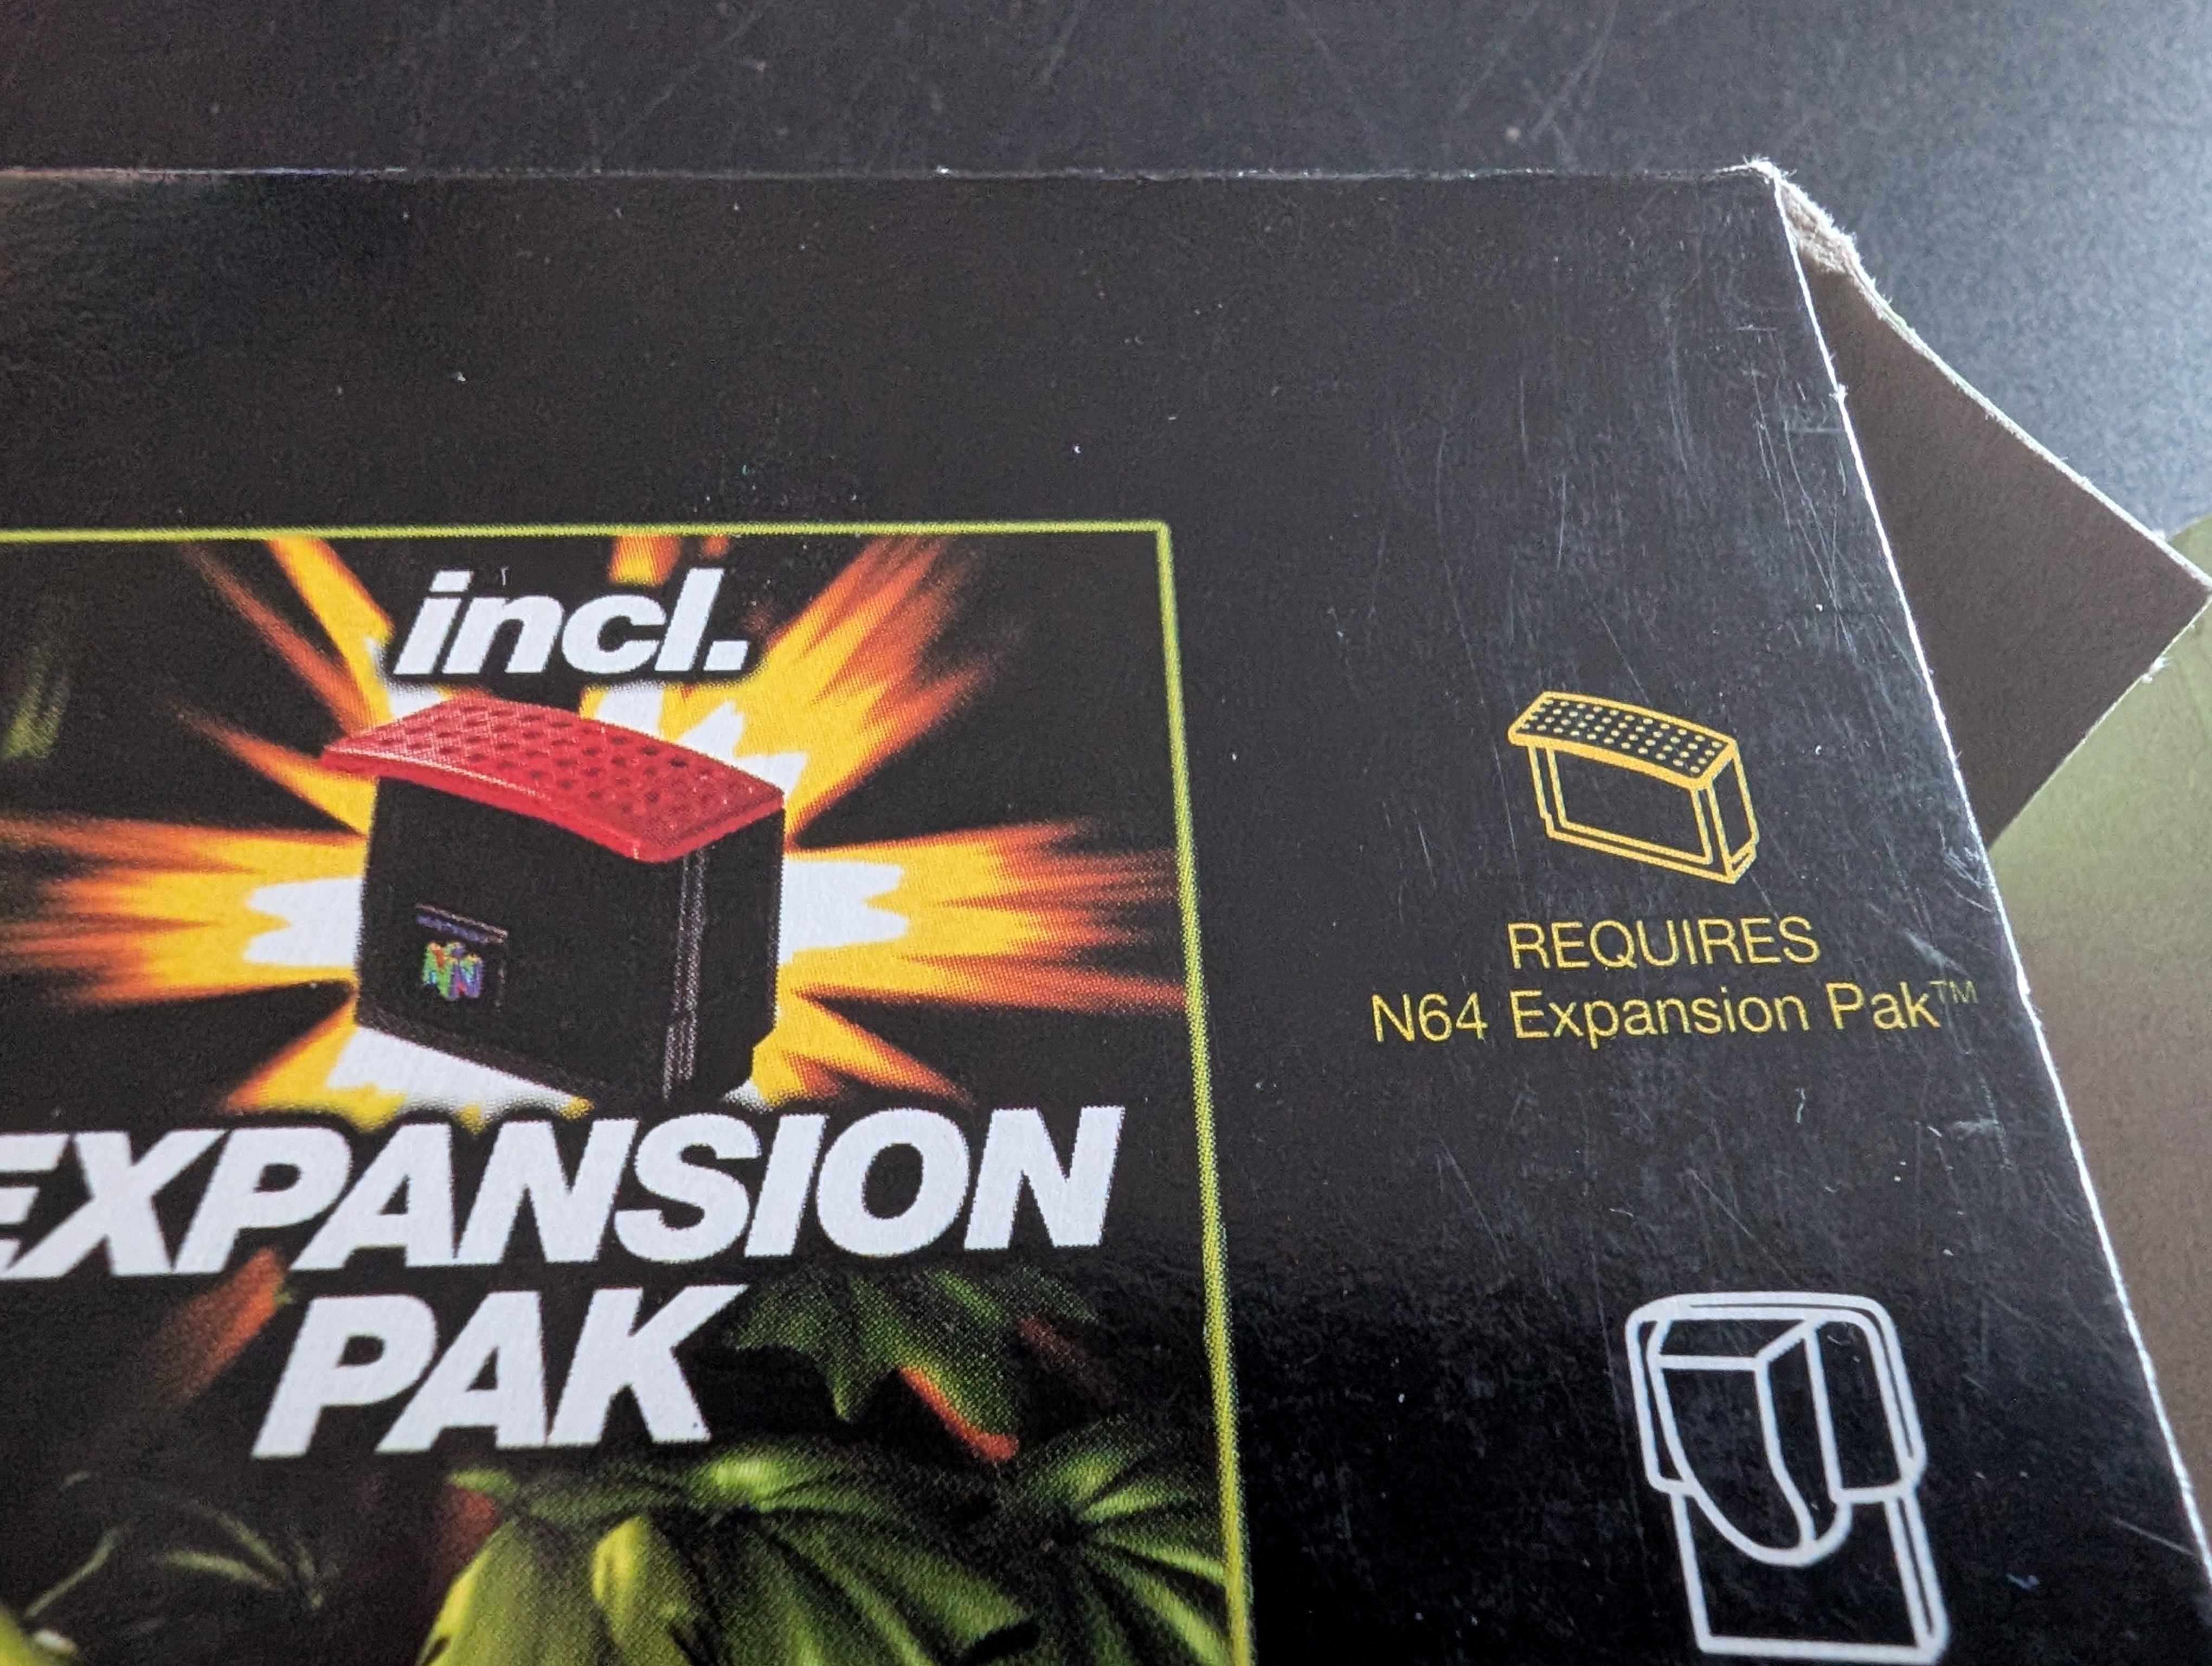 incl.
EXPANSION
PAK
REQUIRES
N64 Expansion Pak™